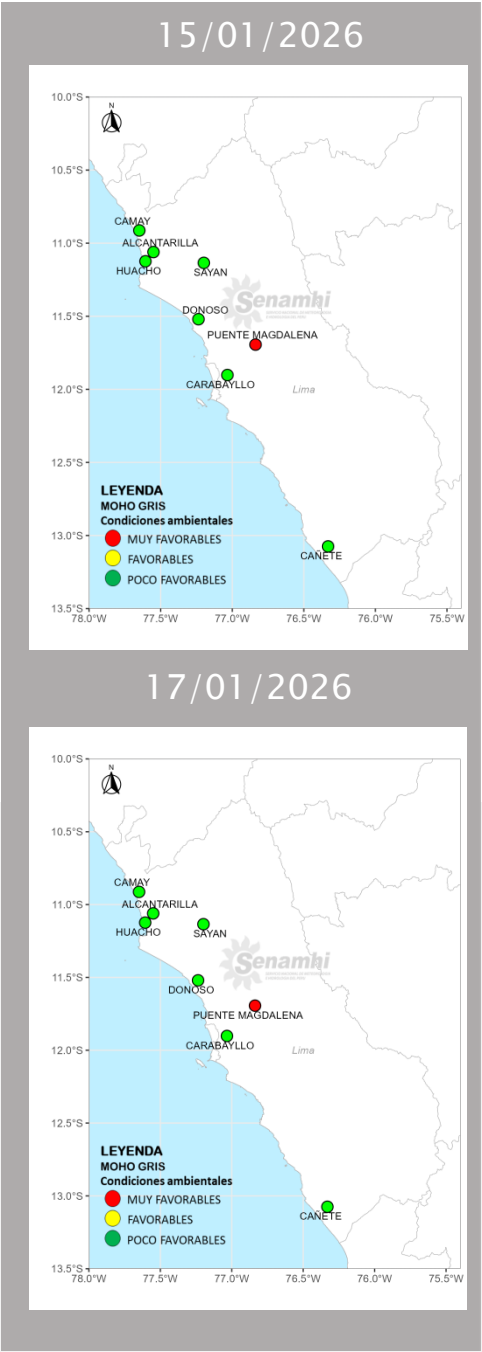 15/01/2026
10.0°S
N
10.5°S
CAMAY
11.0°S
ALCANTARILLA
HUACHO
SAYAN
Senamhi
11.5°S
DONOSO
PUENTE MAGDALENA
12.0°S
CARABAYLLO
Lima
12.5°S
LEYENDA
MOHO GRIS
Condiciones ambientales
13.0°S
MUY FAVORABLES
CAÑETE
FAVORABLES
POCO FAVORABLES
13.5°S
78.0°W 77.5°W 77.0°W 76.5°W 76.0°W 75.5°W
17/01/2026
10.0°S
N
10.5°S
CAMAY
11.0°S
ALCANTARILLA
HUACHO
SAYAN
Senamhi
11.5°S
DONOSO
PUENTE MAGDALENA
12.0°S
CARABAYLLO
Lima
12.5°S
LEYENDA
MOHO GRIS
Condiciones ambientales
13.0°S
MUY FAVORABLES
CAÑETE
FAVORABLES
POCO FAVORABLES
13.5°S
78.0°W 77.5°W 77.0°W 76.5°W 76.0°W 75.5°W